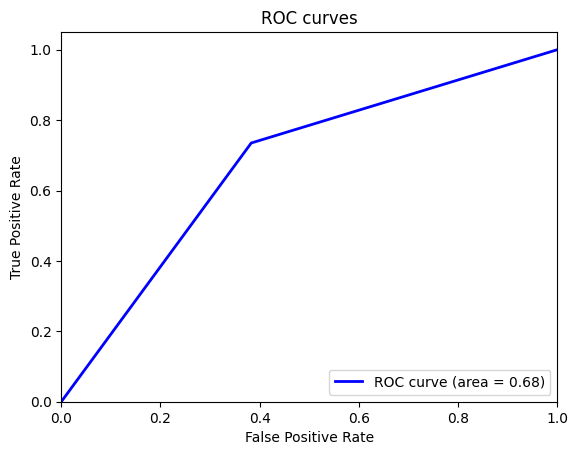 ROC curves
1.0
0.8
0.6
0.4
0.2
0.0
True Positive Rate
ROC curve (area = 0.68)
0.0 0.2 0.4 0.6 0.8 1.0
False Positive Rate